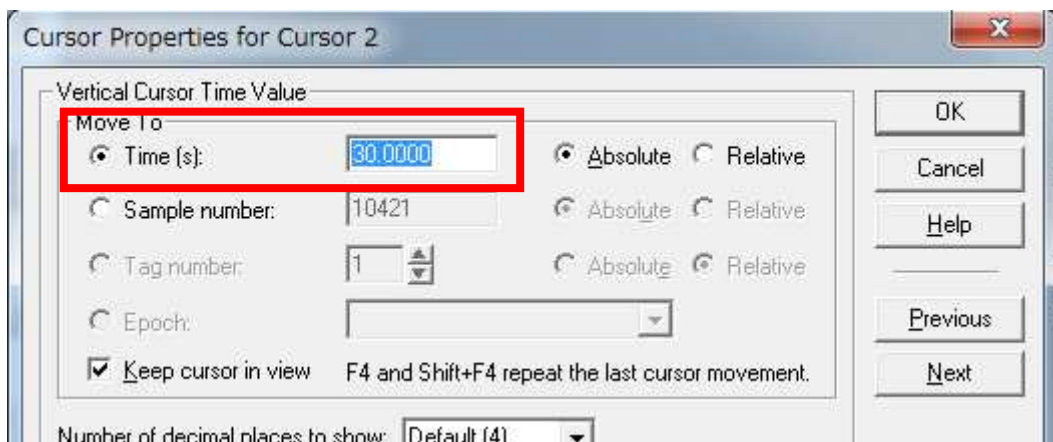 Cursor Properties for Cursor 2
Vertical Cursor Time Value
Move To
Time (s): 30.0000 Absolute Relative
Sample number: 10421 Absolute Relative
Tag number: 1 Absolute Relative
Epoch:
Keep cursor in view F4 and Shift+F4 repeat the last cursor movement.
Number of decimal places to show: Default (4)
OK
Cancel
Help
Previous
Next